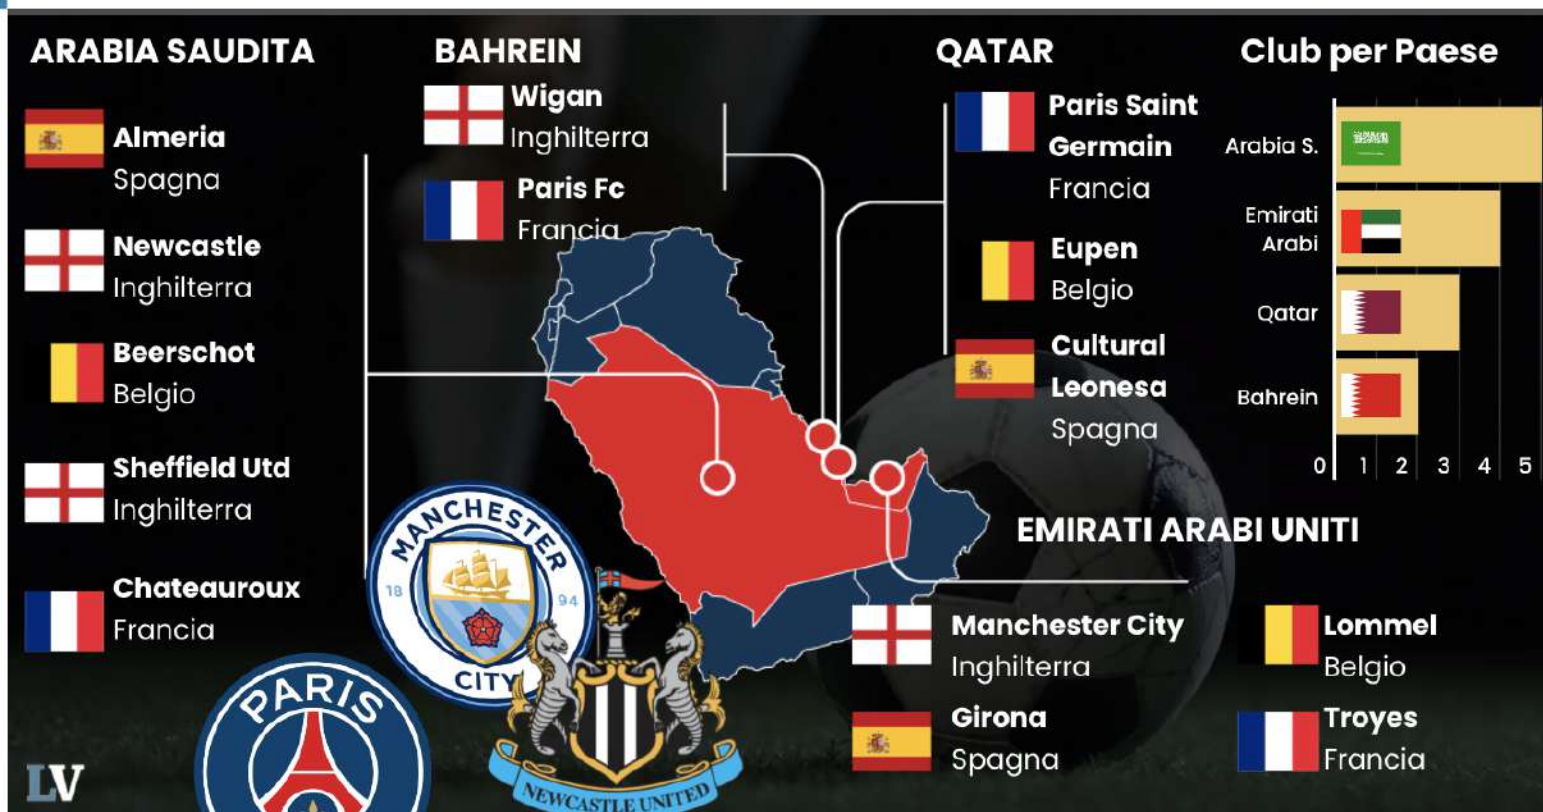 ARABIA SAUDITA
Almeria
Spagna
Newcastle
Inghilterra
Beerschot
Belgio
Sheffield Utd
Inghilterra
Chateauroux
Francia
BAHREIN
Wigan
Inghilterra
Paris Fc
Francia
QATAR
Paris Saint
Germain
Francia
Eupen
Belgio
Cultural
Leonesa
Spagna
Club per Paese
Arabia S.
Emirati
Arabi
Qatar
Bahrein
0 1 2 3 4 5
EMIRATI ARABI UNITI
Manchester City
Inghilterra
Girona
Spagna
Lommel
Belgio
Troyes
Francia
MANCHESTER
18 94
CITY
PARIS
NEWCASTLE UNITED
LV